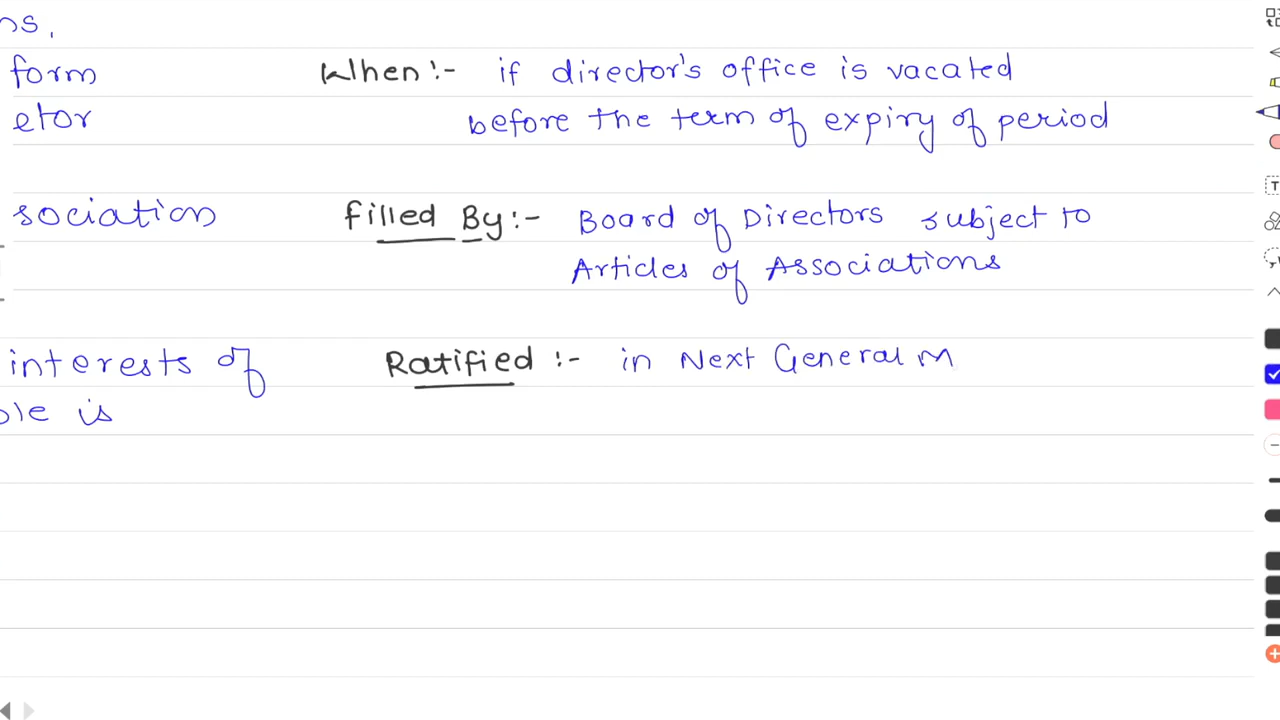 ns.
form
etor
sociation
interests of
ole is
When :- if director's office is vacated
before the term of expiry of period
filled By :- Board of Directors subject to
Articles of Associations
Ratified :- in Next General M